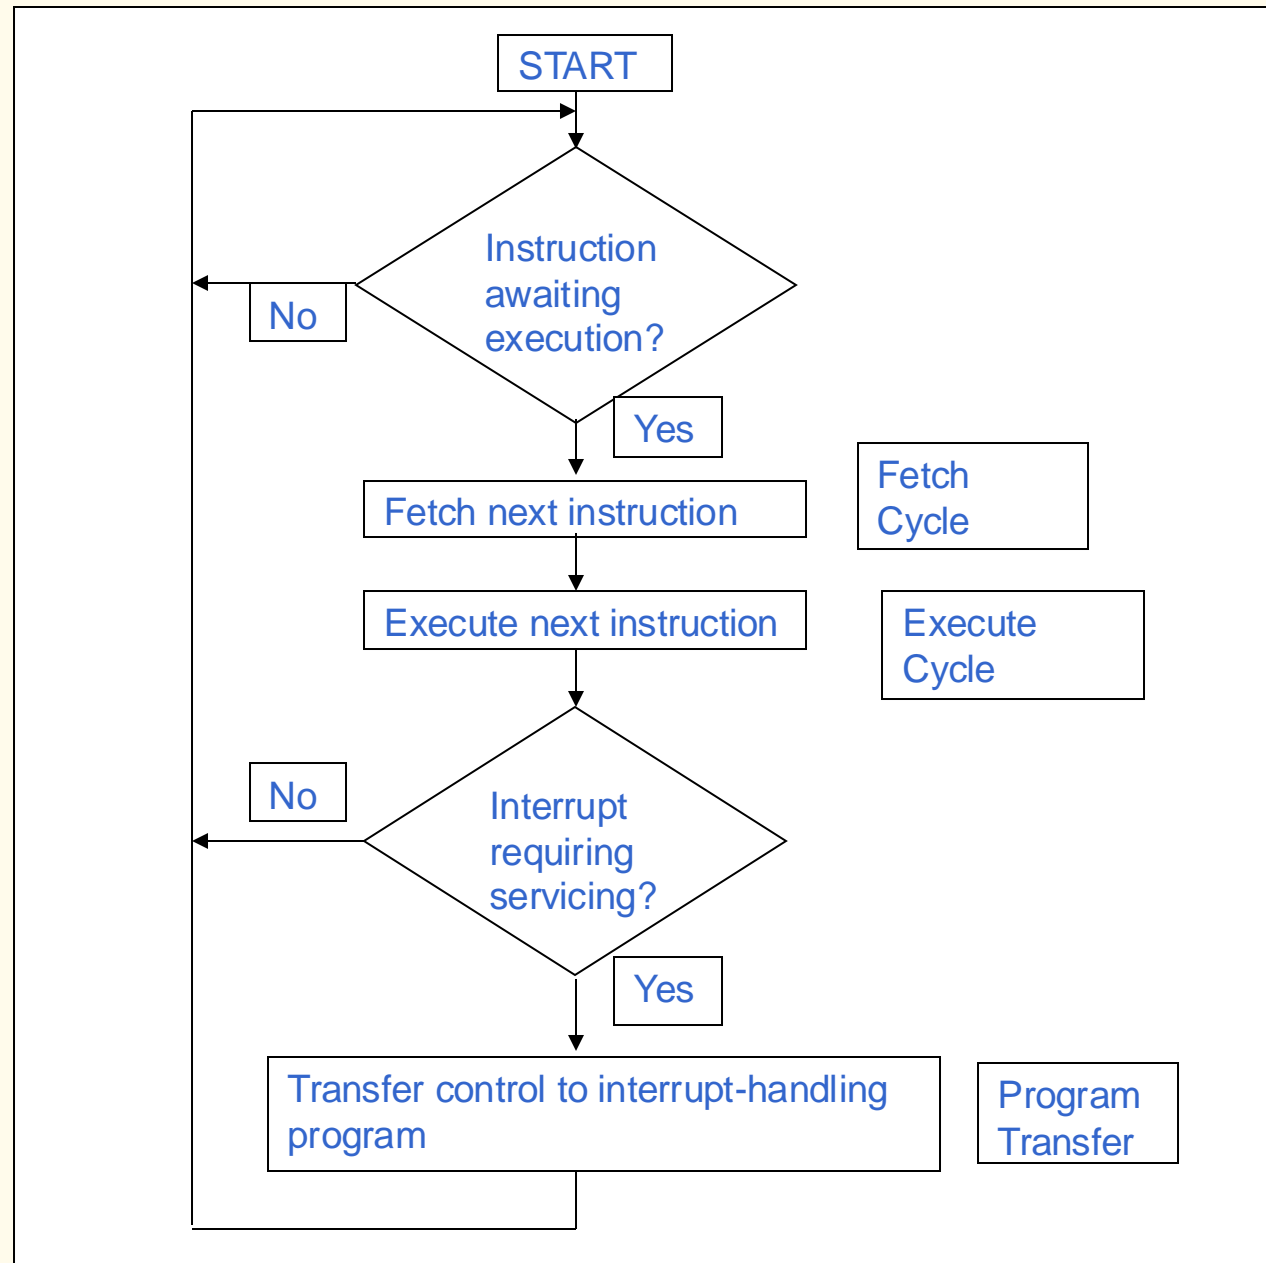 START
Instruction
awaiting
execution?
No
Yes
Fetch next instruction
Fetch
Cycle
Execute next instruction
Execute
Cycle
No
Interrupt
requiring
servicing?
Yes
Transfer control to interrupt-handling
program
Program
Transfer